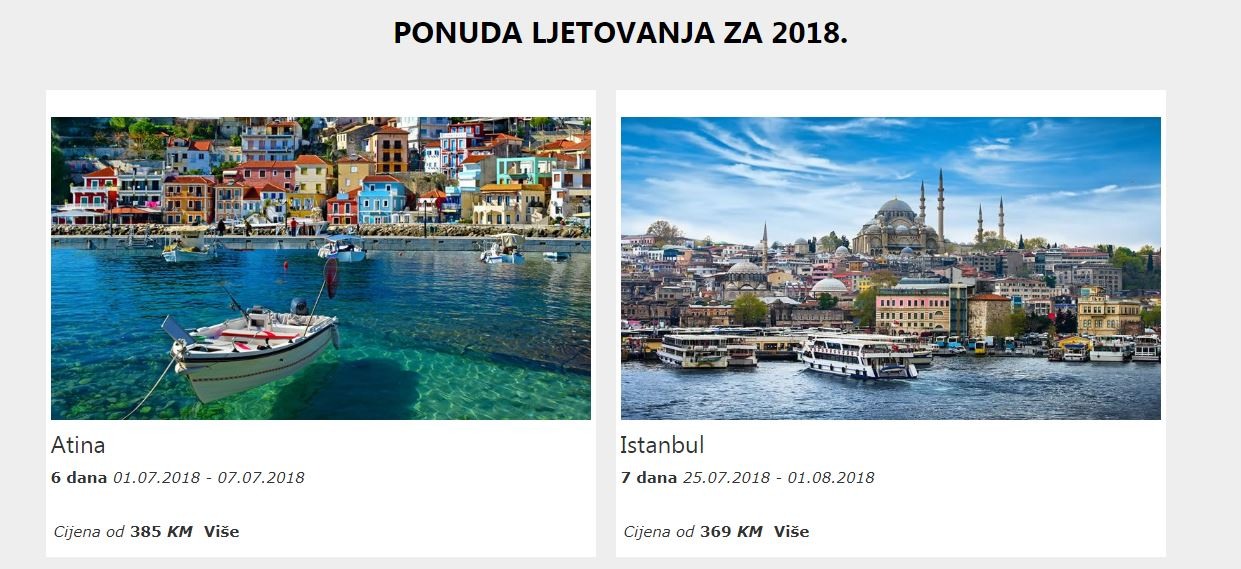 PONUDA LJETOVANJA ZA 2018.
Atina
6 dana 01.07.2018 - 07.07.2018
Cijena od 385 KM Više
Istanbul
7 dana 25.07.2018 - 01.08.2018
Cijena od 369 KM Više